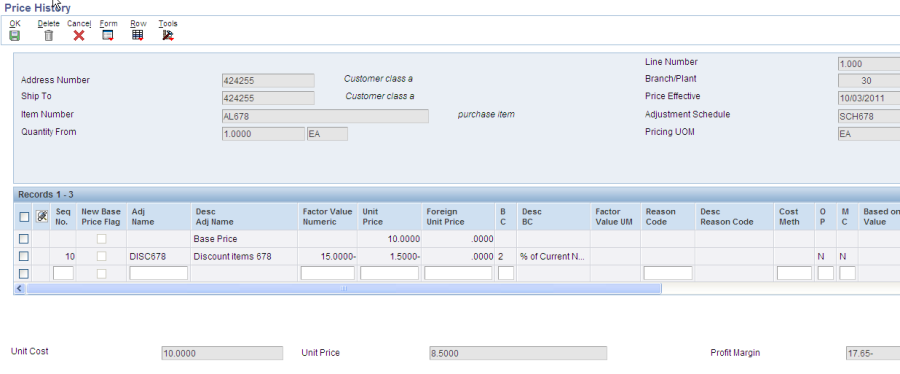 Price History
OK Delete Cancel Form Row Tools
Line Number 1.000
Address Number 424255 Customer class a Branch/Plant 30
Ship To 424255 Customer class a Price Effective 10/03/2011
Item Number AL678 purchase item Adjustment Schedule SCH678
Quantity From 1.0000 EA Pricing UOM EA
Records 1 - 3
Seq No. New Base Price Flag Adj Name Desc Adj Name Factor Value Numeric Unit Price Foreign Unit Price B C Desc BC Factor Value UM Reason Code Desc Reason Code Cost Meth O P M C Based on Value
Base Price 10.0000 .0000
10 DISC678 Discount items 678 15.0000- 1.5000- .0000 2 % of Current N... N N
Unit Cost 10.0000 Unit Price 8.5000 Profit Margin 17.65-